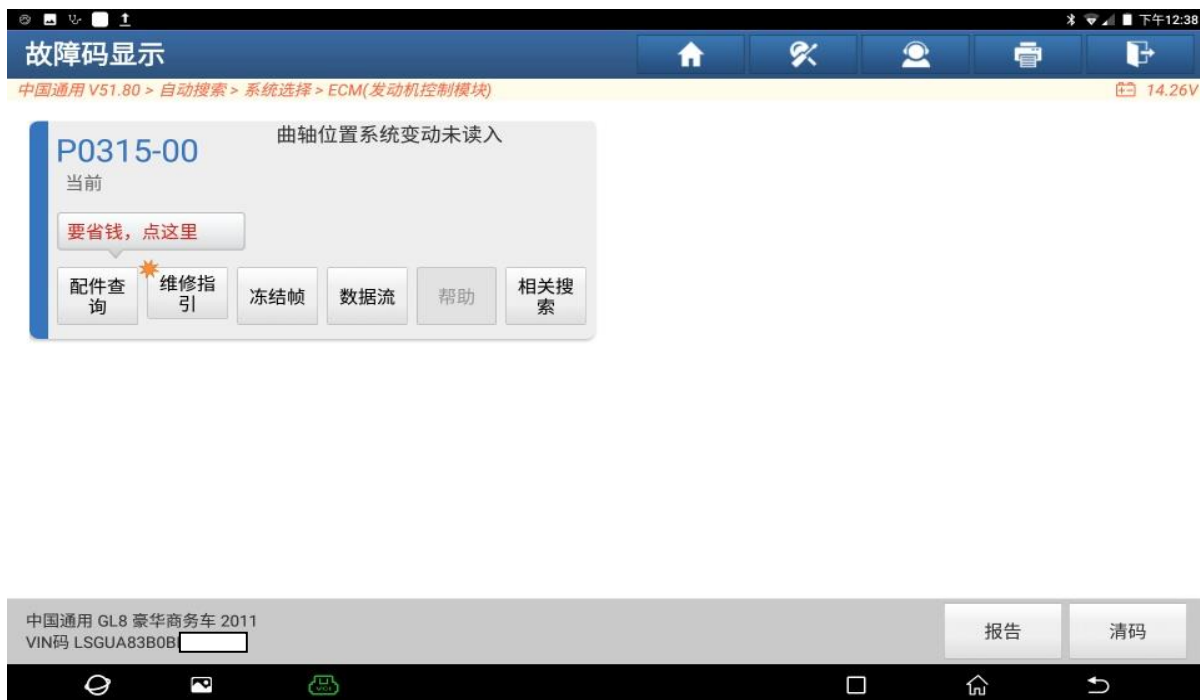 下午12:38
故障码显示
中国通用 V51.80 > 自动搜索 > 系统选择 > ECM(发动机控制模块)
14.26V
P0315-00
曲轴位置系统变动未读入
当前
要省钱，点这里
配件查
询
维修指
引
冻结帧
数据流
帮助
相关搜
索
中国通用 GL8 豪华商务车 2011
VIN码 LSGUA83B0B
报告
清码
VCI